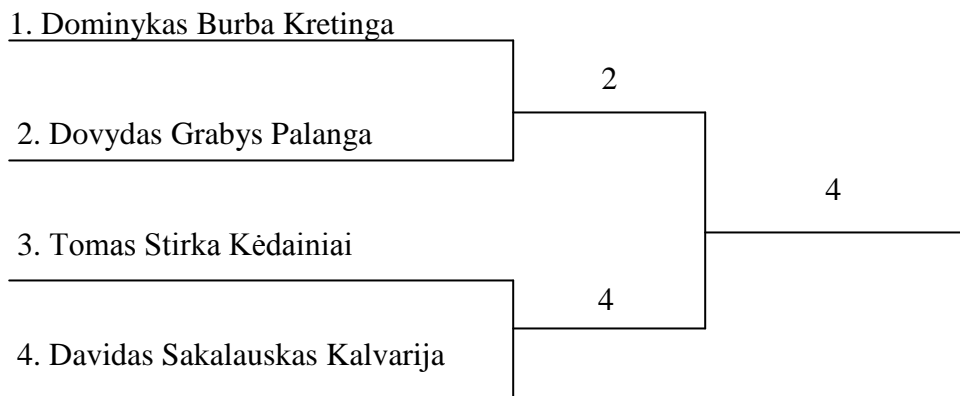 1. Dominykas Burba Kretinga
2
2. Dovydas Grabys Palanga
4
3. Tomas Stirka Kėdainiai
4
4. Davidas Sakalauskas Kalvarija